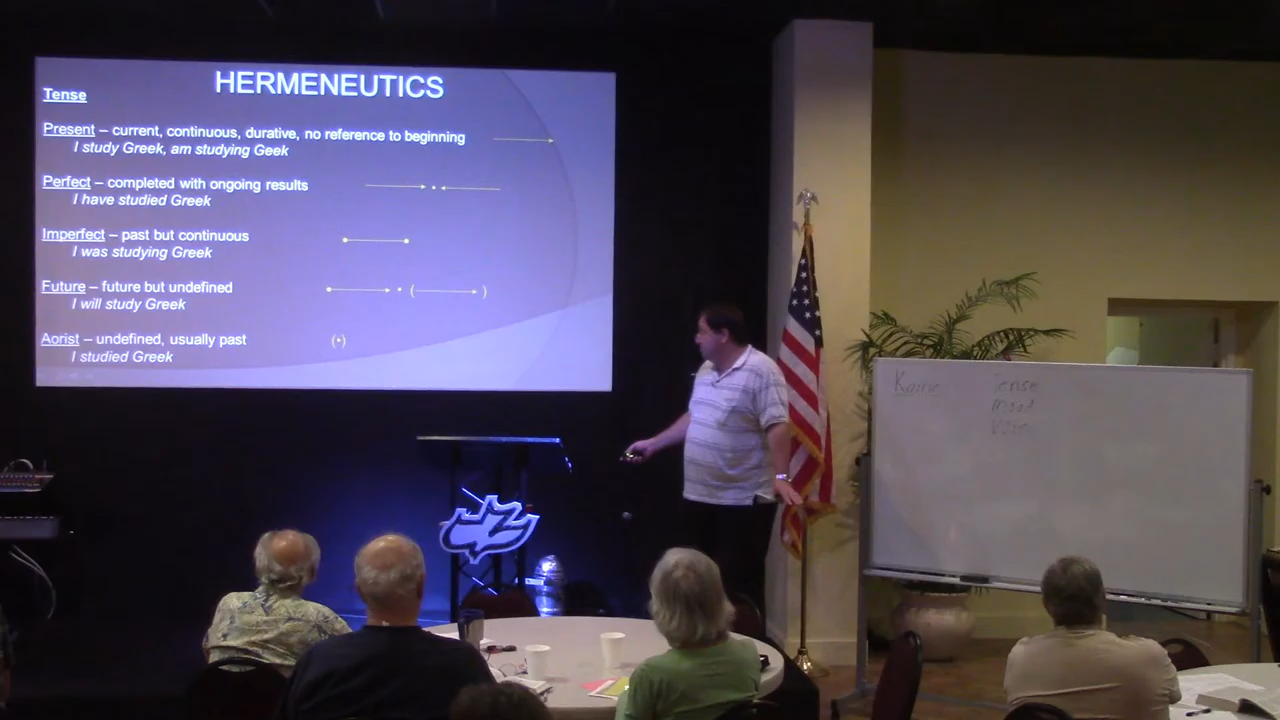 HERMENEUTICS
Tense
Present – current, continuous, durative, no reference to beginning
I study Greek, am studying Geek
Perfect – completed with ongoing results
I have studied Greek
Imperfect – past but continuous
I was studying Greek
Future – future but undefined
I will study Greek
Aorist – undefined, usually past
I studied Greek
Tense
Mood